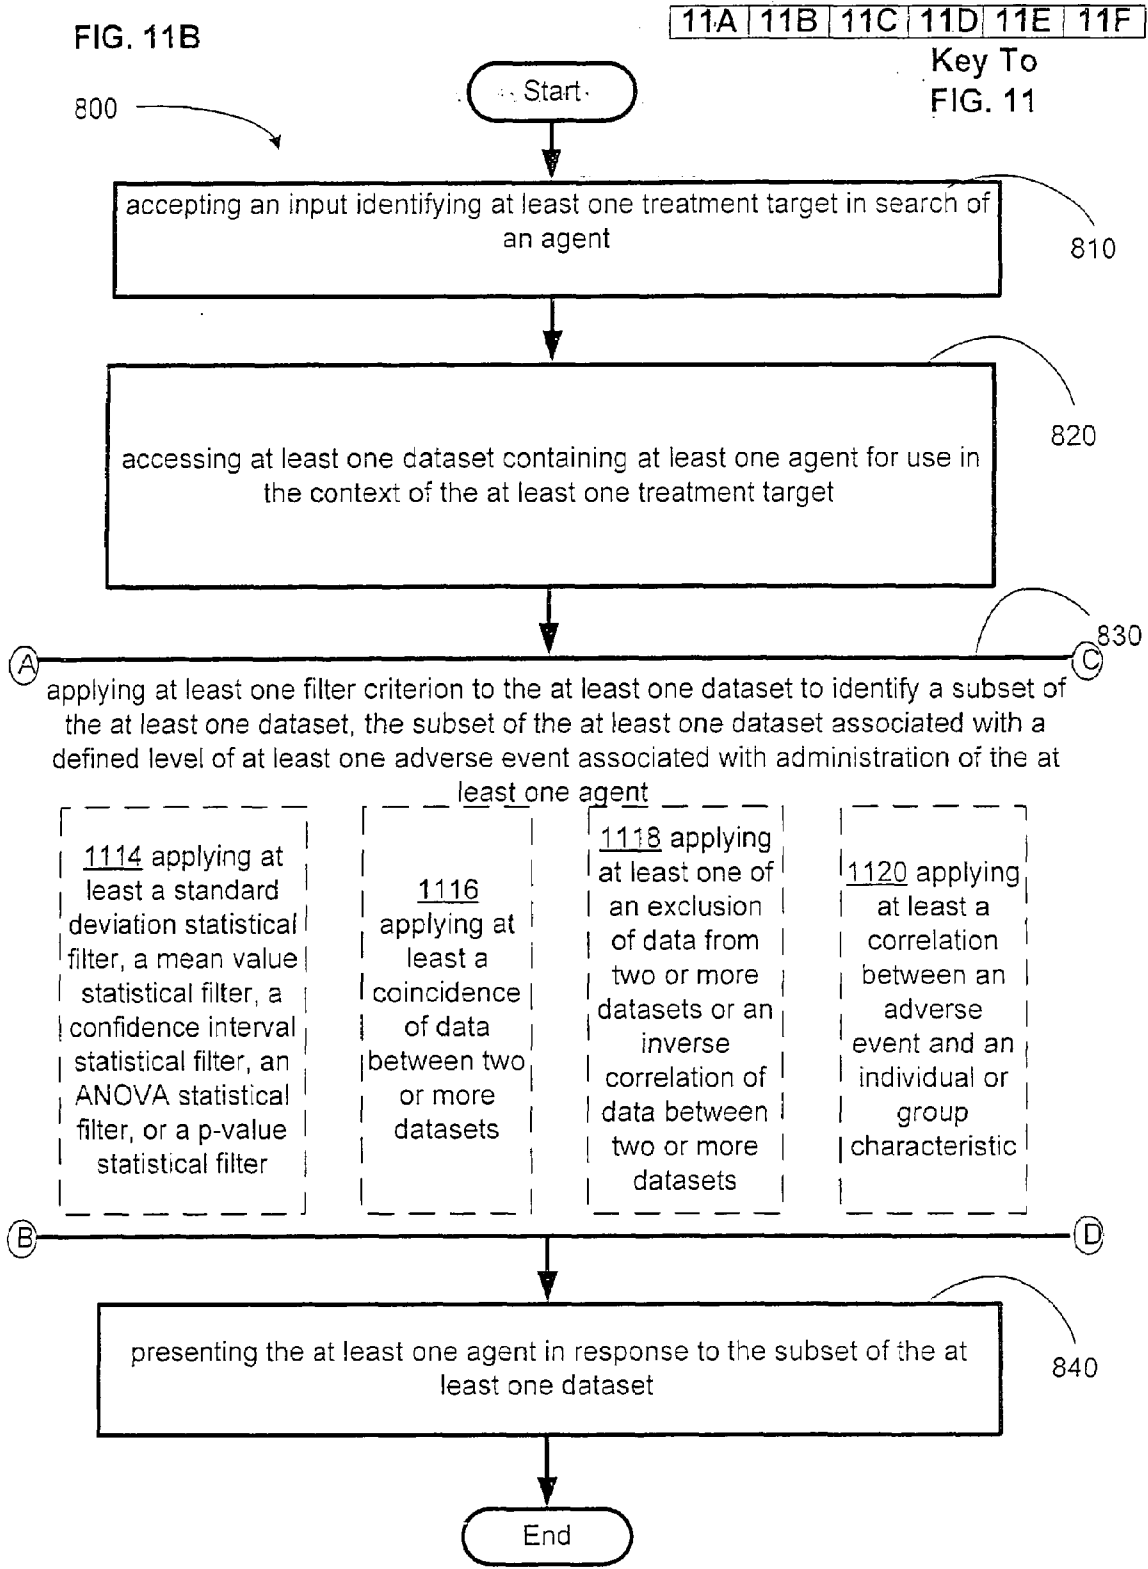 FIG. 11B
11A 11B 11C 11D 11E 11F
Key To
FIG. 11
800
Start
accepting an input identifying at least one treatment target in search of
an agent
810
820
accessing at least one dataset containing at least one agent for use in
the context of the at least one treatment target
830
A
C
applying at least one filter criterion to the at least one dataset to identify a subset of
the at least one dataset, the subset of the at least one dataset associated with a
defined level of at least one adverse event associated with administration of the at
least one agent
1114 applying at
least a standard
deviation statistical
filter, a mean value
statistical filter, a
confidence interval
statistical filter, an
ANOVA statistical
filter, or a p-value
statistical filter
1116
applying at
least a
coincidence
of data
between two
or more
datasets
1118 applying
at least one of
an exclusion
of data from
two or more
datasets or an
inverse
correlation of
data between
two or more
datasets
1120 applying
at least a
correlation
between an
adverse
event and an
individual or
group
characteristic
B
D
presenting the at least one agent in response to the subset of the at
least one dataset
840
End